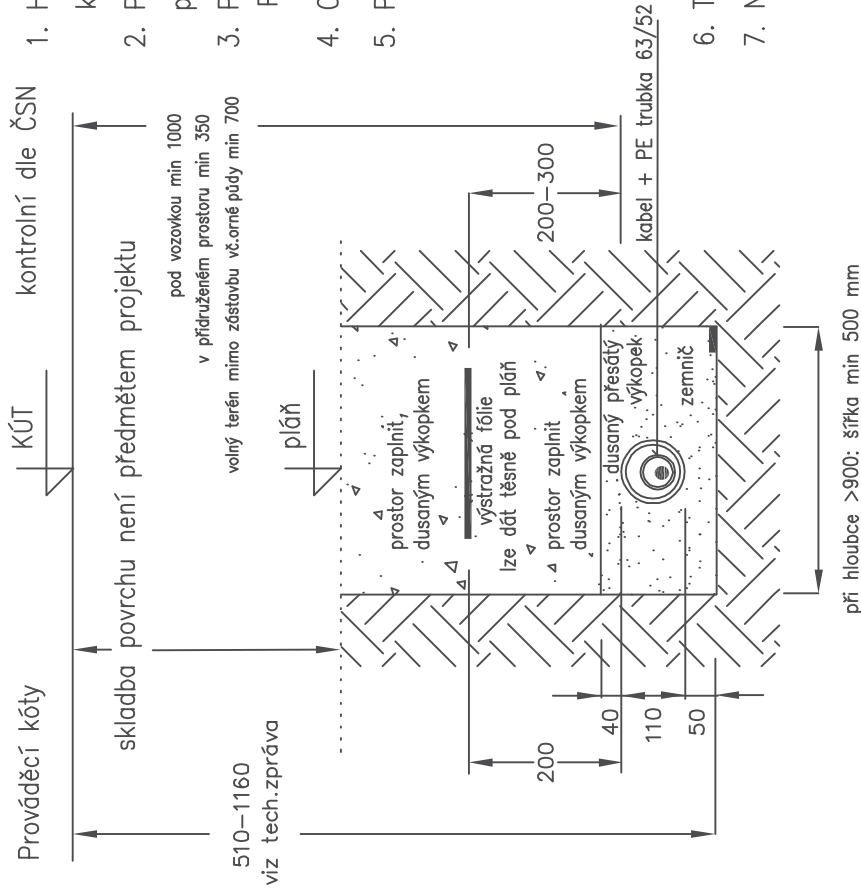 Prováděcí kóty
KÚT
kontrolní dle ČSN
skladba povrchu není předmětem projektu
pod vozovkou min 1000
v přidruženém prostoru min 350
volný terén mimo zástavbu vč.orné půdy min 700
pláň
510–1160
viz tech.zpráva
prostor zaplnit,
dusaným výkopkem
výstražná fólie
lze dát těsně pod pláň
prostor zaplnit
dusaným výkopkem
200
200–300
dusaný přesátý
výkopek
zemnič
40
110
50
kabel + PE trubka 63/52
při hloubce >900: šířka min 500 mm
1. H
k
2. P
p
3. P
4. O
5. P
6. T
7. N